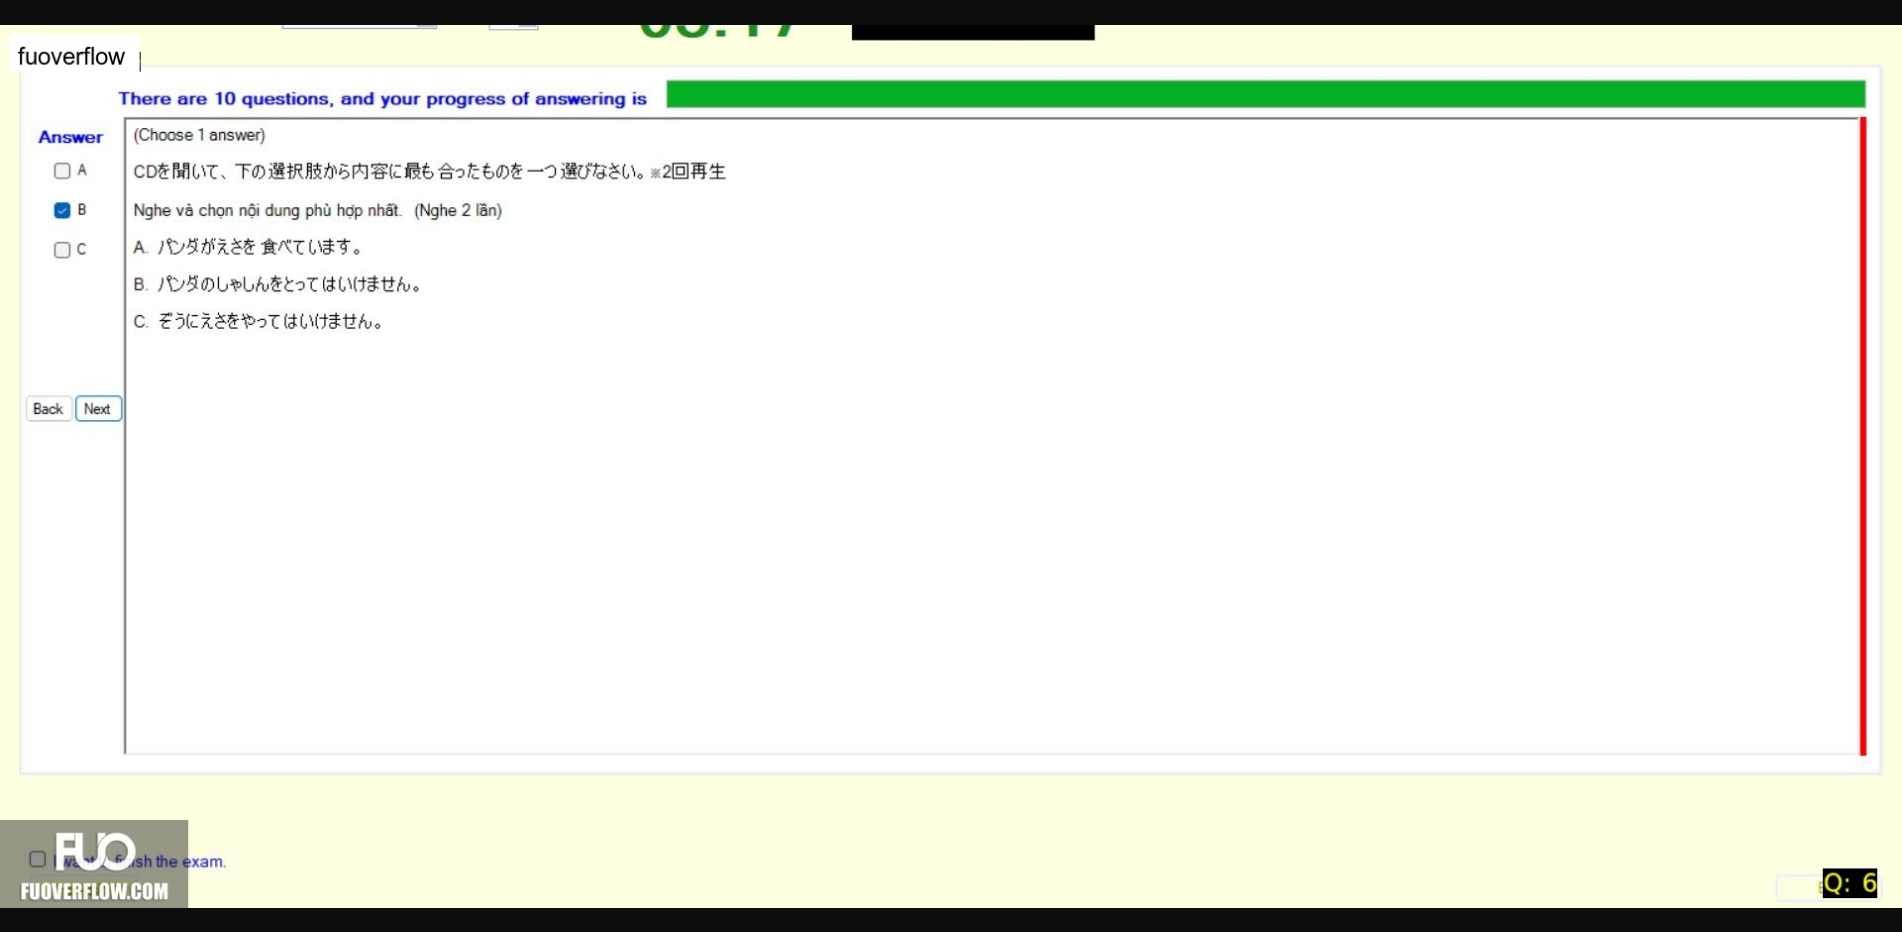 fuoverflow
There are 10 questions, and your progress of answering is
Answer
(Choose 1 answer)
A
CDを聞いて、下の選択肢から内容に最も合ったものを一つ選びなさい。※2回再生
B
Nghe và chọn nội dung phù hợp nhất. (Nghe 2 lần)
C
A. パンダがえさを食べています。
B. パンダのしゃしんをとってはいけません。
C. ぞうにえさをやってはいけません。
Back Next
FUO
the exam.
FUOVERFLOW.COM
Q: 6